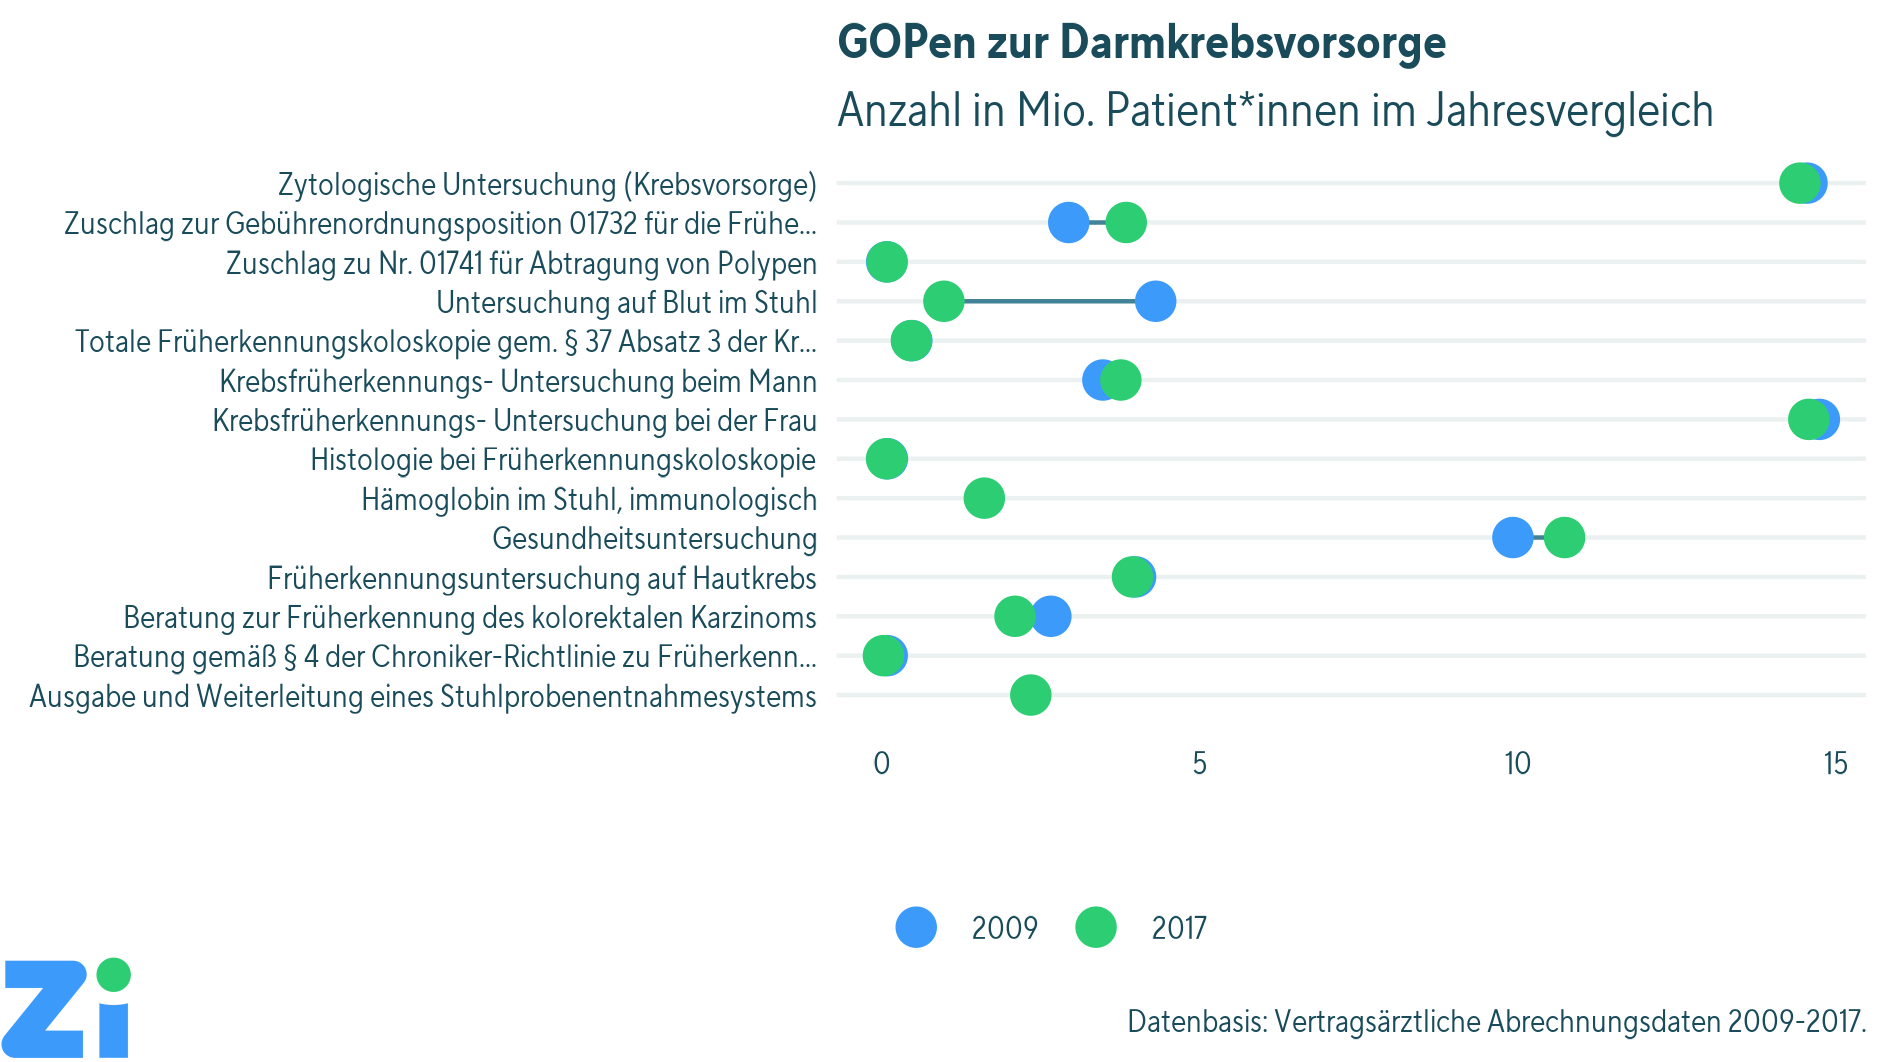 GOPen zur Darmkrebsvorsorge
Anzahl in Mio. Patient*innen im Jahresvergleich
Zytologische Untersuchung (Krebsvorsorge)
Zuschlag zur Gebührenordnungsposition 01732 für die Frühe...
Zuschlag zu Nr. 01741 für Abtragung von Polypen
Untersuchung auf Blut im Stuhl
Totale Früherkennungskoloskopie gem. § 37 Absatz 3 der Kr...
Krebsfrüherkennungs- Untersuchung beim Mann
Krebsfrüherkennungs- Untersuchung bei der Frau
Histologie bei Früherkennungskoloskopie
Hämoglobin im Stuhl, immunologisch
Gesundheitsuntersuchung
Früherkennungsuntersuchung auf Hautkrebs
Beratung zur Früherkennung des kolorektalen Karzinoms
Beratung gemäß § 4 der Chroniker-Richtlinie zu Früherkenn...
Ausgabe und Weiterleitung eines Stuhlprobenentnahmesystems
0 5 10 15
2009 2017
Zi
Datenbasis: Vertragsärztliche Abrechnungsdaten 2009-2017.